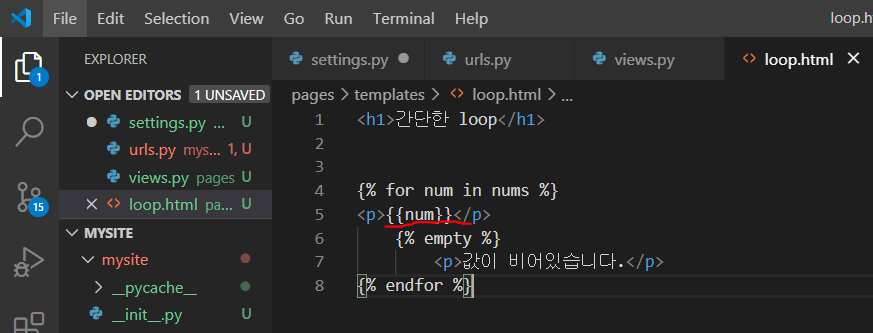 File Edit Selection View Go Run Terminal Help loop.htm
EXPLORER
settings.py urls.py views.py loop.html
1
OPEN EDITORS 1 UNSAVED
pages > templates > loop.html > ...
settings.py ... U
1 <h1>간단한 loop</h1>
urls.py mys... 1, U
2
views.py pages U
3
loop.html pa... U
4 {% for num in nums %}
15
5 <p>{{num}}</p>
MYSITE
6 {% empty %}
mysite
7 <p>값이 비어있습니다.</p>
__pycache__
8 {% endfor %}
__init__.py U